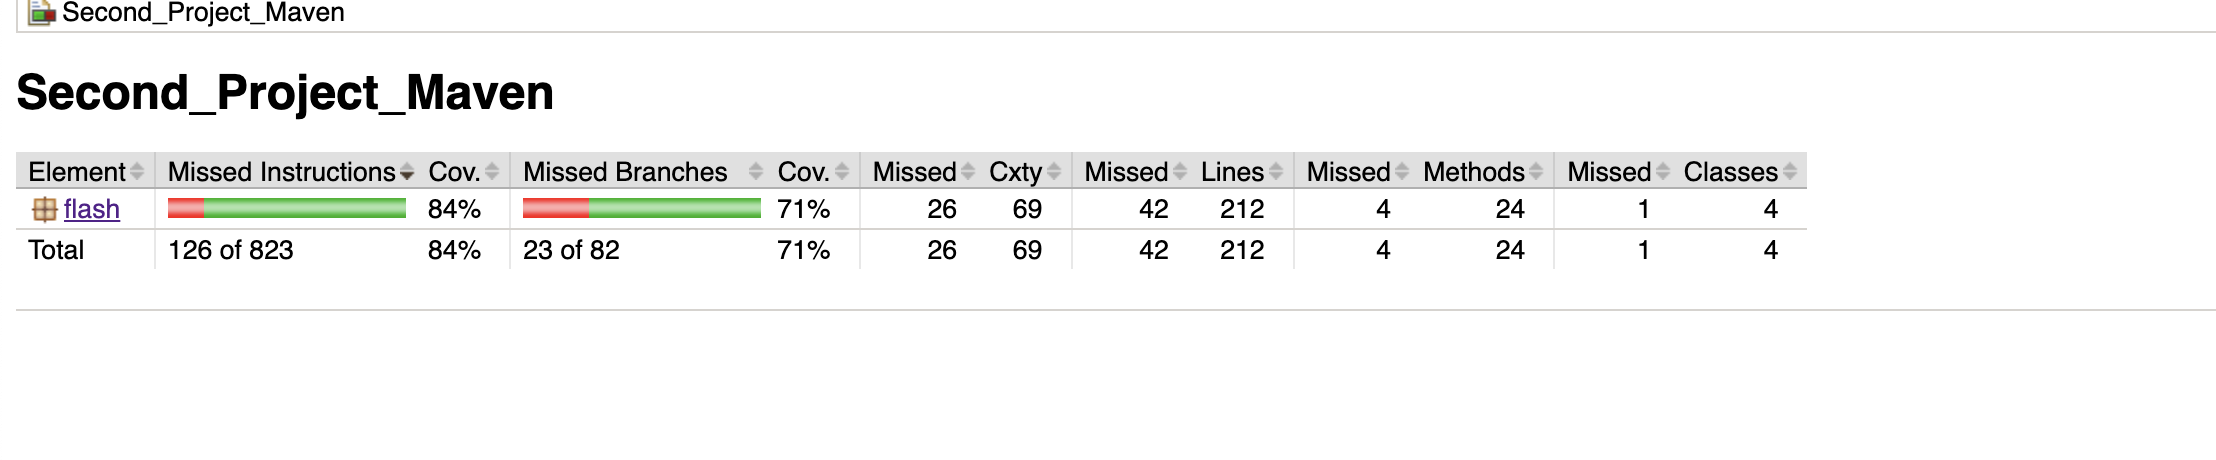 Second_Project_Maven
Second_Project_Maven
Element Missed Instructions Cov. Missed Branches Cov. Missed Cxty Missed Lines Missed Methods Missed Classes
flash 84% 71% 26 69 42 212 4 24 1 4
Total 126 of 823 84% 23 of 82 71% 26 69 42 212 4 24 1 4